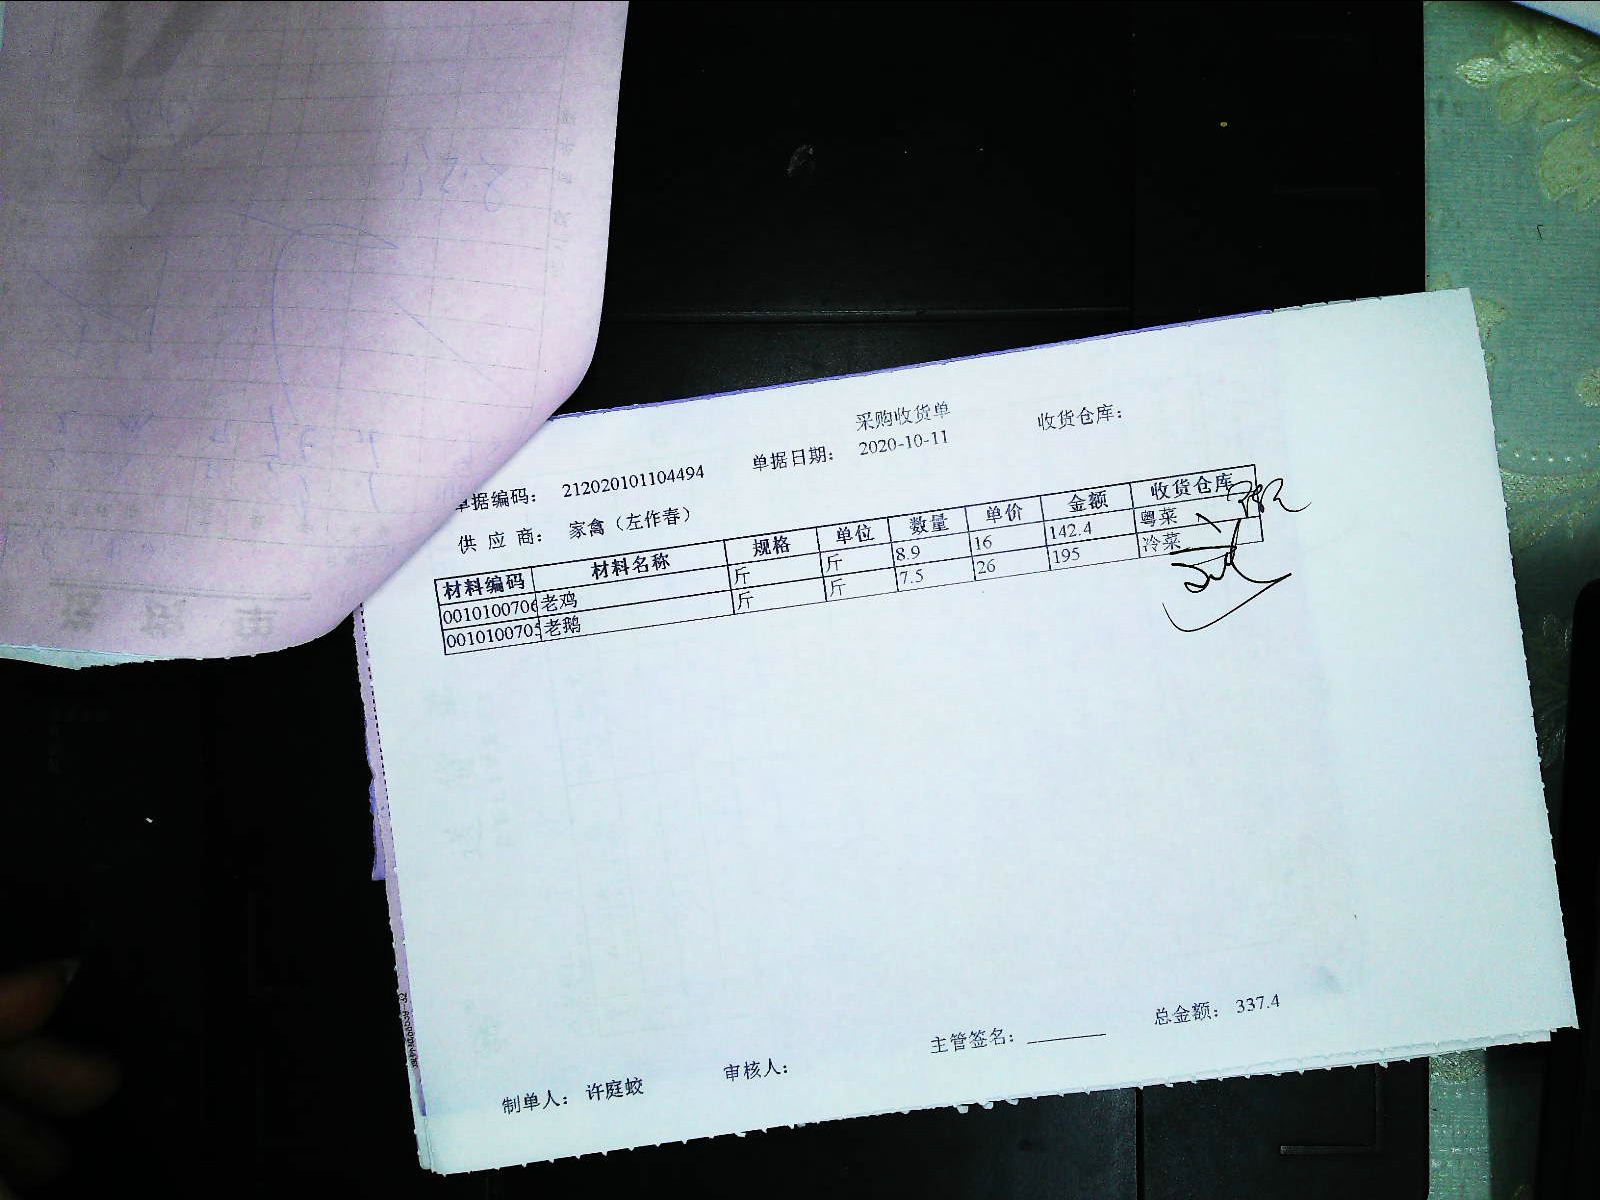 采购收货单
单据编码： 212020101104494 单据日期： 2020-10-11 收货仓库：
供 应 商： 家禽（左作春）
材料编码 材料名称 规格 单位 数量 单价 金额 收货仓库
0010100706 老鸡 斤 斤 8.9 16 142.4 粤菜
0010100705 老鹅 斤 斤 7.5 26 195 冷菜
制单人： 许庭蛟 审核人： 主管签名： 总金额： 337.4